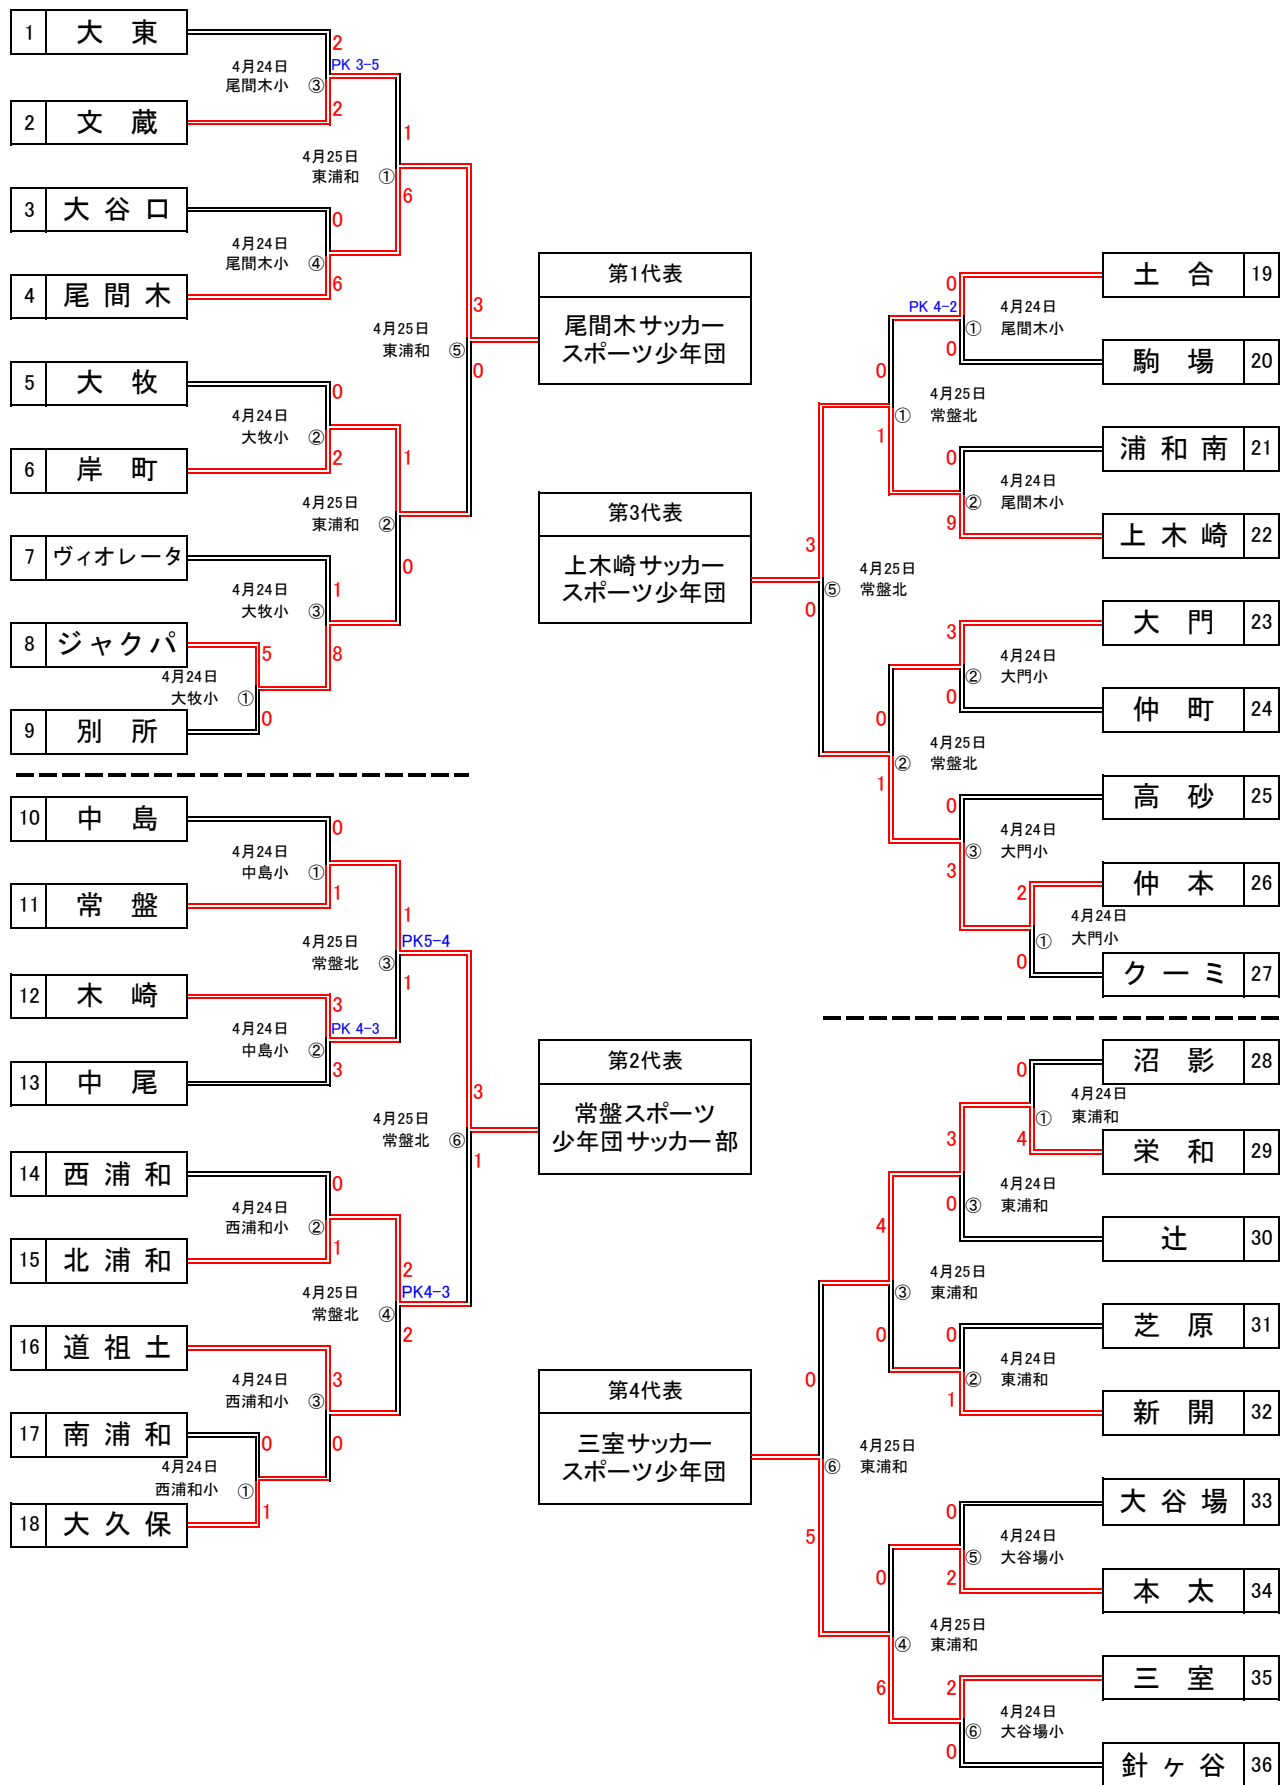 1 大東
2
4月24日
PK 3-5
尾間木小 ③
2
2 文蔵
1
4月25日
東浦和 ①
6
3 大谷口
0
4月24日
尾間木小 ④
6
4 尾間木
3
4月25日
東浦和 ⑤
0
5 大牧
0
4月24日
大牧小 ②
2
6 岸町
1
4月25日
東浦和 ②
0
7 ヴィオレータ
1
4月24日
大牧小 ③
8
8 ジャクパ
5
4月24日
大牧小 ①
0
9 別所
10 中島
0
4月24日
中島小 ①
1
11 常盤
1
PK5-4
4月25日
常盤北 ③
1
12 木崎
3
4月24日
PK 4-3
中島小 ②
3
13 中尾
3
4月25日
常盤北 ⑥
1
14 西浦和
0
4月24日
西浦和小 ②
1
15 北浦和
2
4月25日
PK4-3
常盤北 ④
2
16 道祖土
3
4月24日
西浦和小 ③
0
17 南浦和
0
4月24日
西浦和小 ①
1
18 大久保
第1代表
尾間木サッカー
スポーツ少年団
第3代表
上木崎サッカー
スポーツ少年団
第2代表
常盤スポーツ
少年団サッカー部
第4代表
三室サッカー
スポーツ少年団
土合 19
0
PK 4-2
4月24日
① 尾間木小
0
駒場 20
0
4月25日
① 常盤北
1
浦和南 21
0
4月24日
② 尾間木小
9
上木崎 22
3
4月25日
⑤ 常盤北
0
大門 23
3
4月24日
② 大門小
0
仲町 24
0
4月25日
② 常盤北
1
高砂 25
0
4月24日
③ 大門小
3
仲本 26
2
4月24日
① 大門小
0
クーミ 27
沼影 28
0
4月24日
① 東浦和
4
栄和 29
3
4月24日
③ 東浦和
0
辻 30
4
4月25日
③ 東浦和
0
芝原 31
0
4月24日
② 東浦和
1
新開 32
0
4月25日
⑥ 東浦和
5
大谷場 33
0
4月24日
⑤ 大谷場小
2
本太 34
0
4月25日
④ 東浦和
6
三室 35
2
4月24日
⑥ 大谷場小
0
針ヶ谷 36